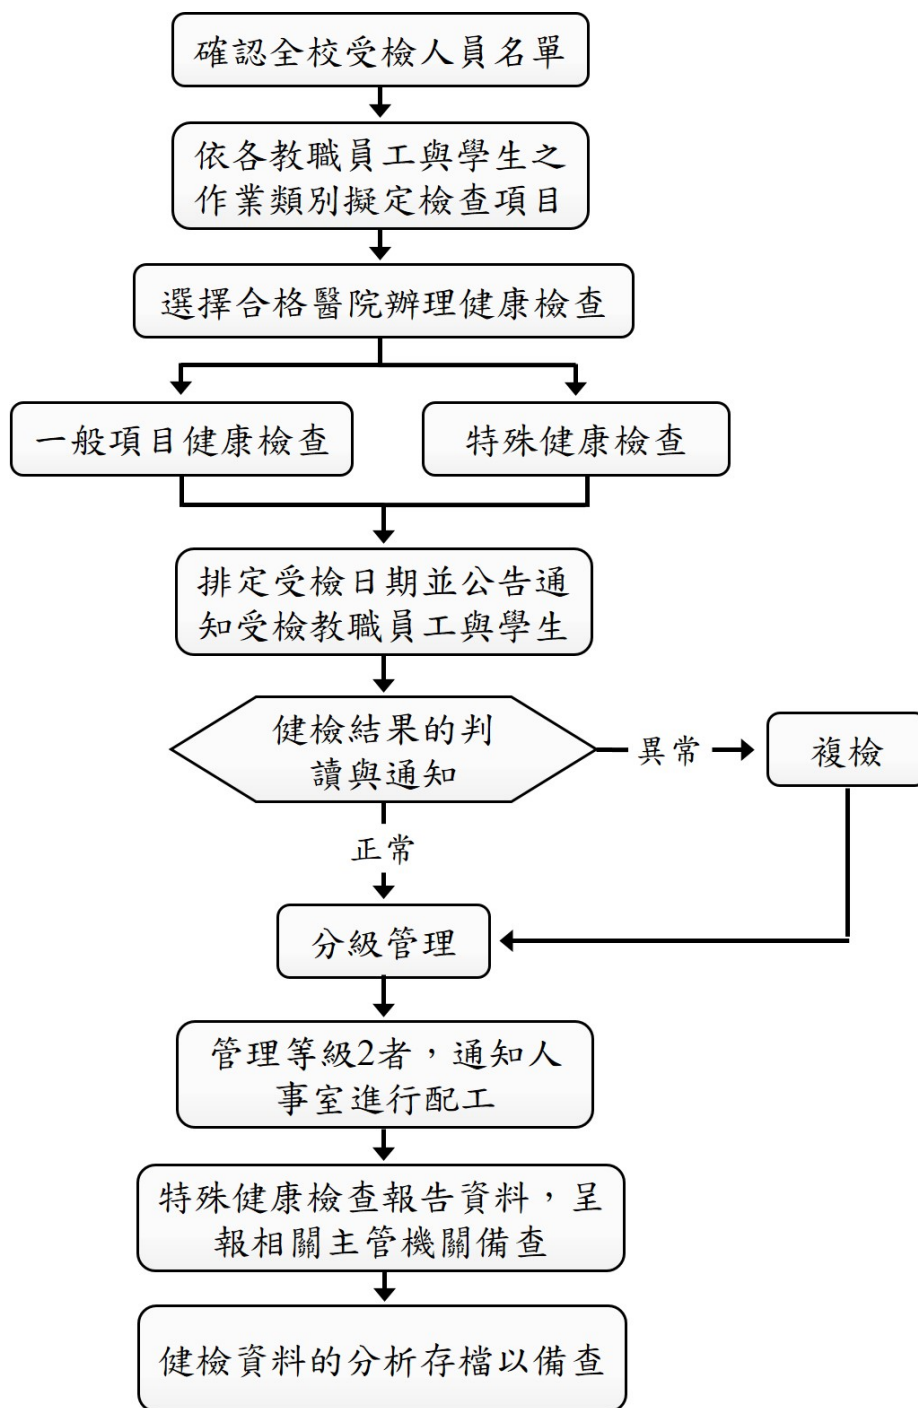 確認全校受檢人員名單
依各教職員工與學生之
作業類別擬定檢查項目
選擇合格醫院辦理健康檢查
一般項目健康檢查
特殊健康檢查
排定受檢日期並公告通
知受檢教職員工與學生
健檢結果的判
讀與通知
異常
複檢
正常
分級管理
管理等級2者，通知人
事室進行配工
特殊健康檢查報告資料，呈
報相關主管機關備查
健檢資料的分析存檔以備查